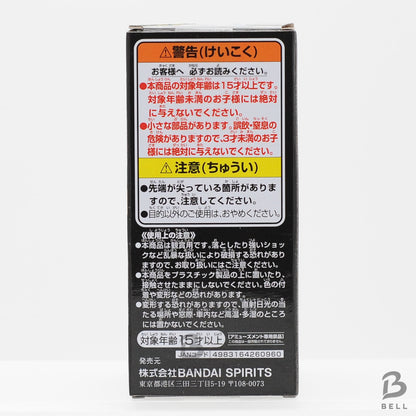 ⚠警告(けいこく)
お客様へ 必ずお読みください。
●本商品の対象年齢は15才以上です。
対象年齢未満のお子様には絶対
に与えないでください。
●小さな部品があります。誤飲・窒息の
危険がありますので、3才未満のお子
様には絶対に与えないでください。
⚠注意(ちゅうい)
●先端が尖っている箇所がありま
すので、注意してください。
●目的以外のご使用は、おやめください。
《使用上の注意》
●本商品は観賞用です。落としたり強いショッ
クなど乱暴な扱いにより破損する恐れがあり
ますので、お取り扱いにはご注意ください。
●本商品をプラスチック製品の上に置いたり、
接触させたままにしないでください。色の付
着や変形などの恐れがあります。
●変形する恐れがありますので、直射日光の当
たる場所や窓際・車内など高温・多湿のところ
には置かないでください。
対象年齢 15才以上
【アミューズメント専用景品】
JANコード 4983164260960
発売元
株式会社BANDAI SPIRITS
東京都港区三田三丁目5-19 〒108-0073
BELL